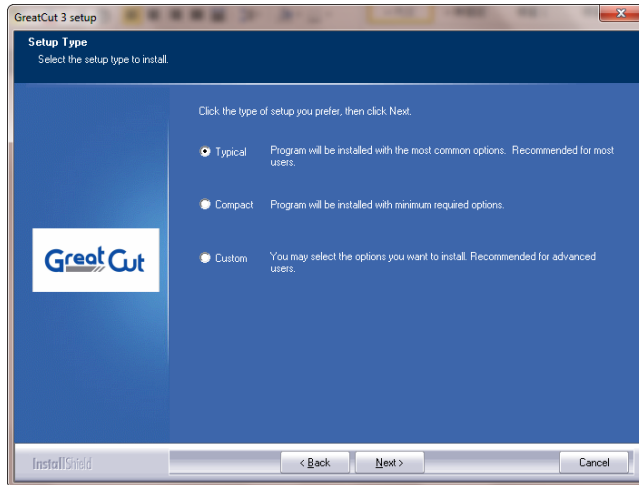 GreatCut 3 setup
Setup Type
Select the setup type to install.
Click the type of setup you prefer, then click Next.
Typical
Program will be installed with the most common options. Recommended for most
users.
Compact
Program will be installed with minimum required options.
Great Cut
Custom
You may select the options you want to install. Recommended for advanced
users.
InstallShield
< Back
Next >
Cancel